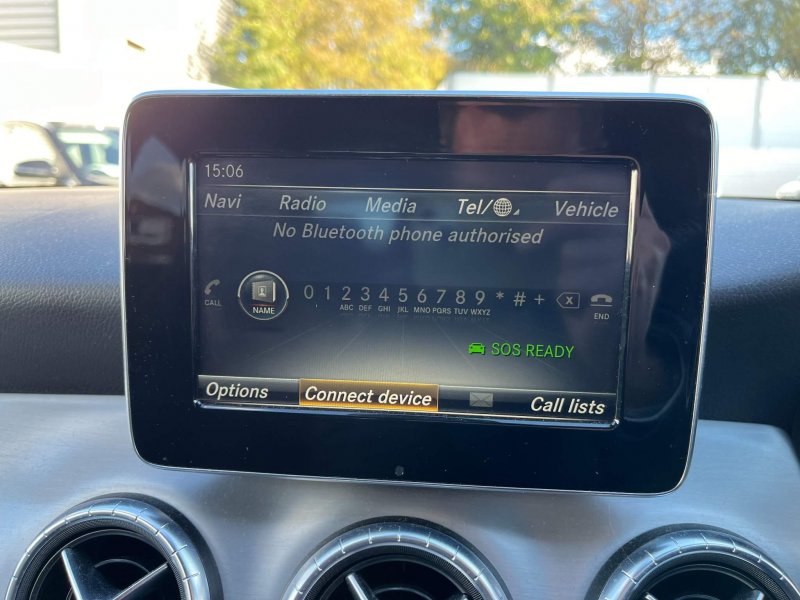 15:06
Navi Radio Media Tel/ Vehicle
No Bluetooth phone authorised
CALL NAME 0 1 2 3 4 5 6 7 8 9 * # + X END
ABC DEF GHI JKL MNO PQRS TUV WXYZ
SOS READY
Options Connect device Call lists